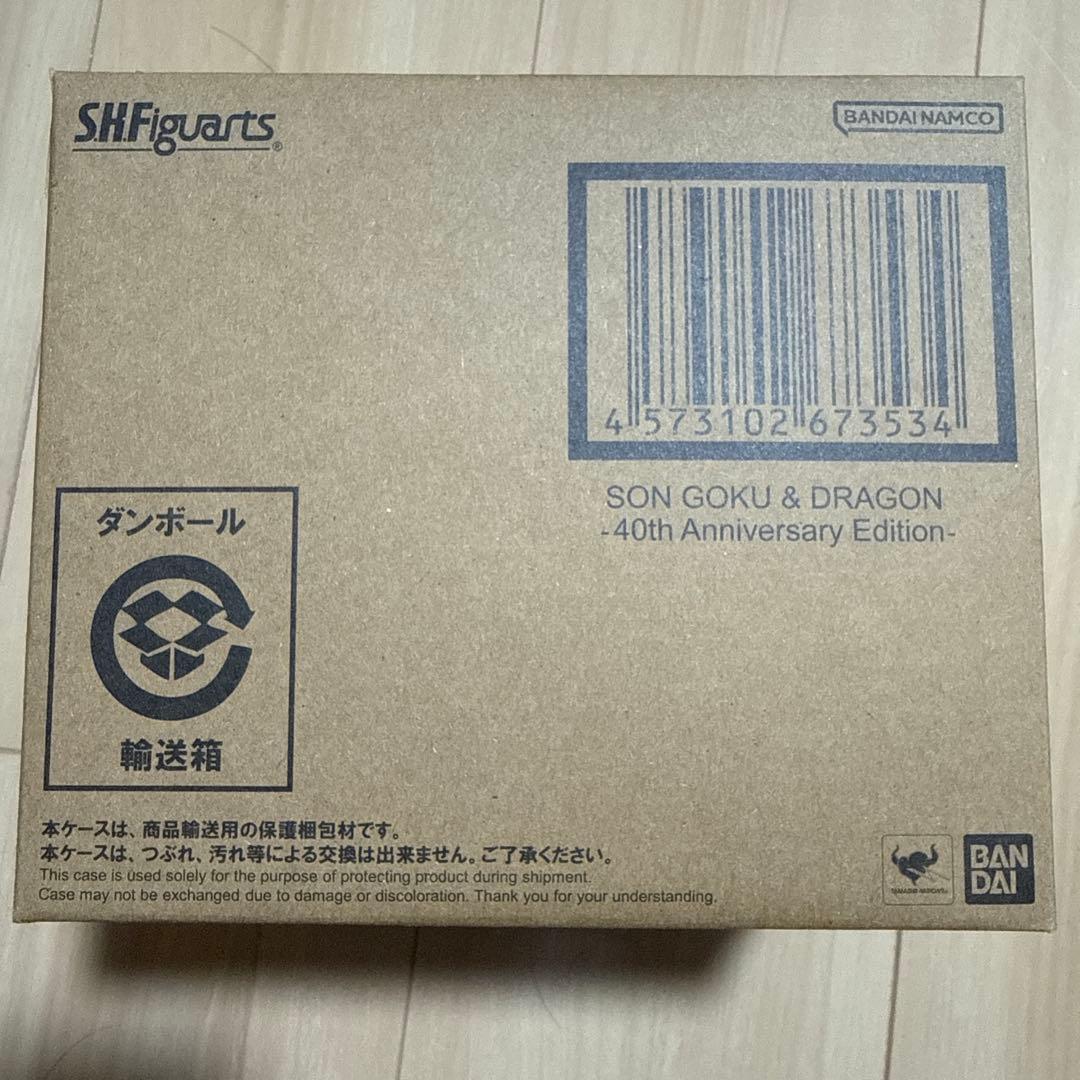 S.H.Figuarts®
BANDAI NAMCO
4 573102 673534
SON GOKU & DRAGON
-40th Anniversary Edition-
ダンボール
輸送箱
本ケースは、商品輸送用の保護梱包材です。
本ケースは、つぶれ、汚れ等による交換は出来ません。ご了承ください。
This case is used solely for the purpose of protecting product during shipment.
Case may not be exchanged due to damage or discoloration. Thank you for your understanding.
TAMASHII NATIONS
BAN
DAI